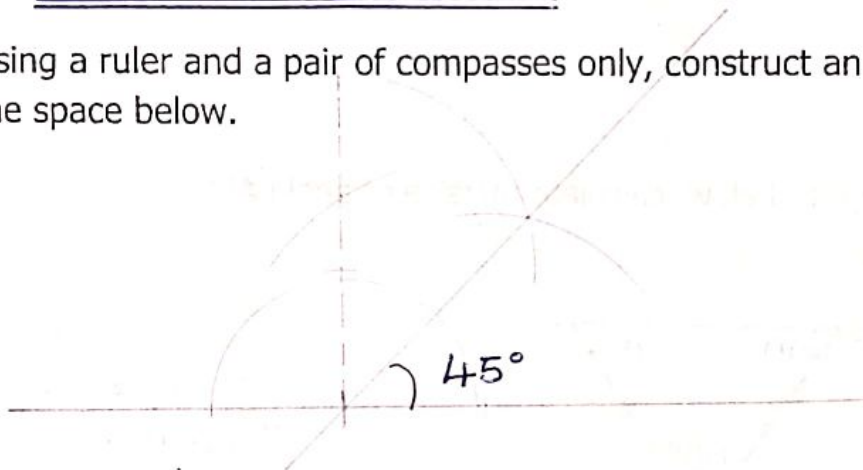 sing a ruler and a pair of compasses only, construct an
e space below.
45°